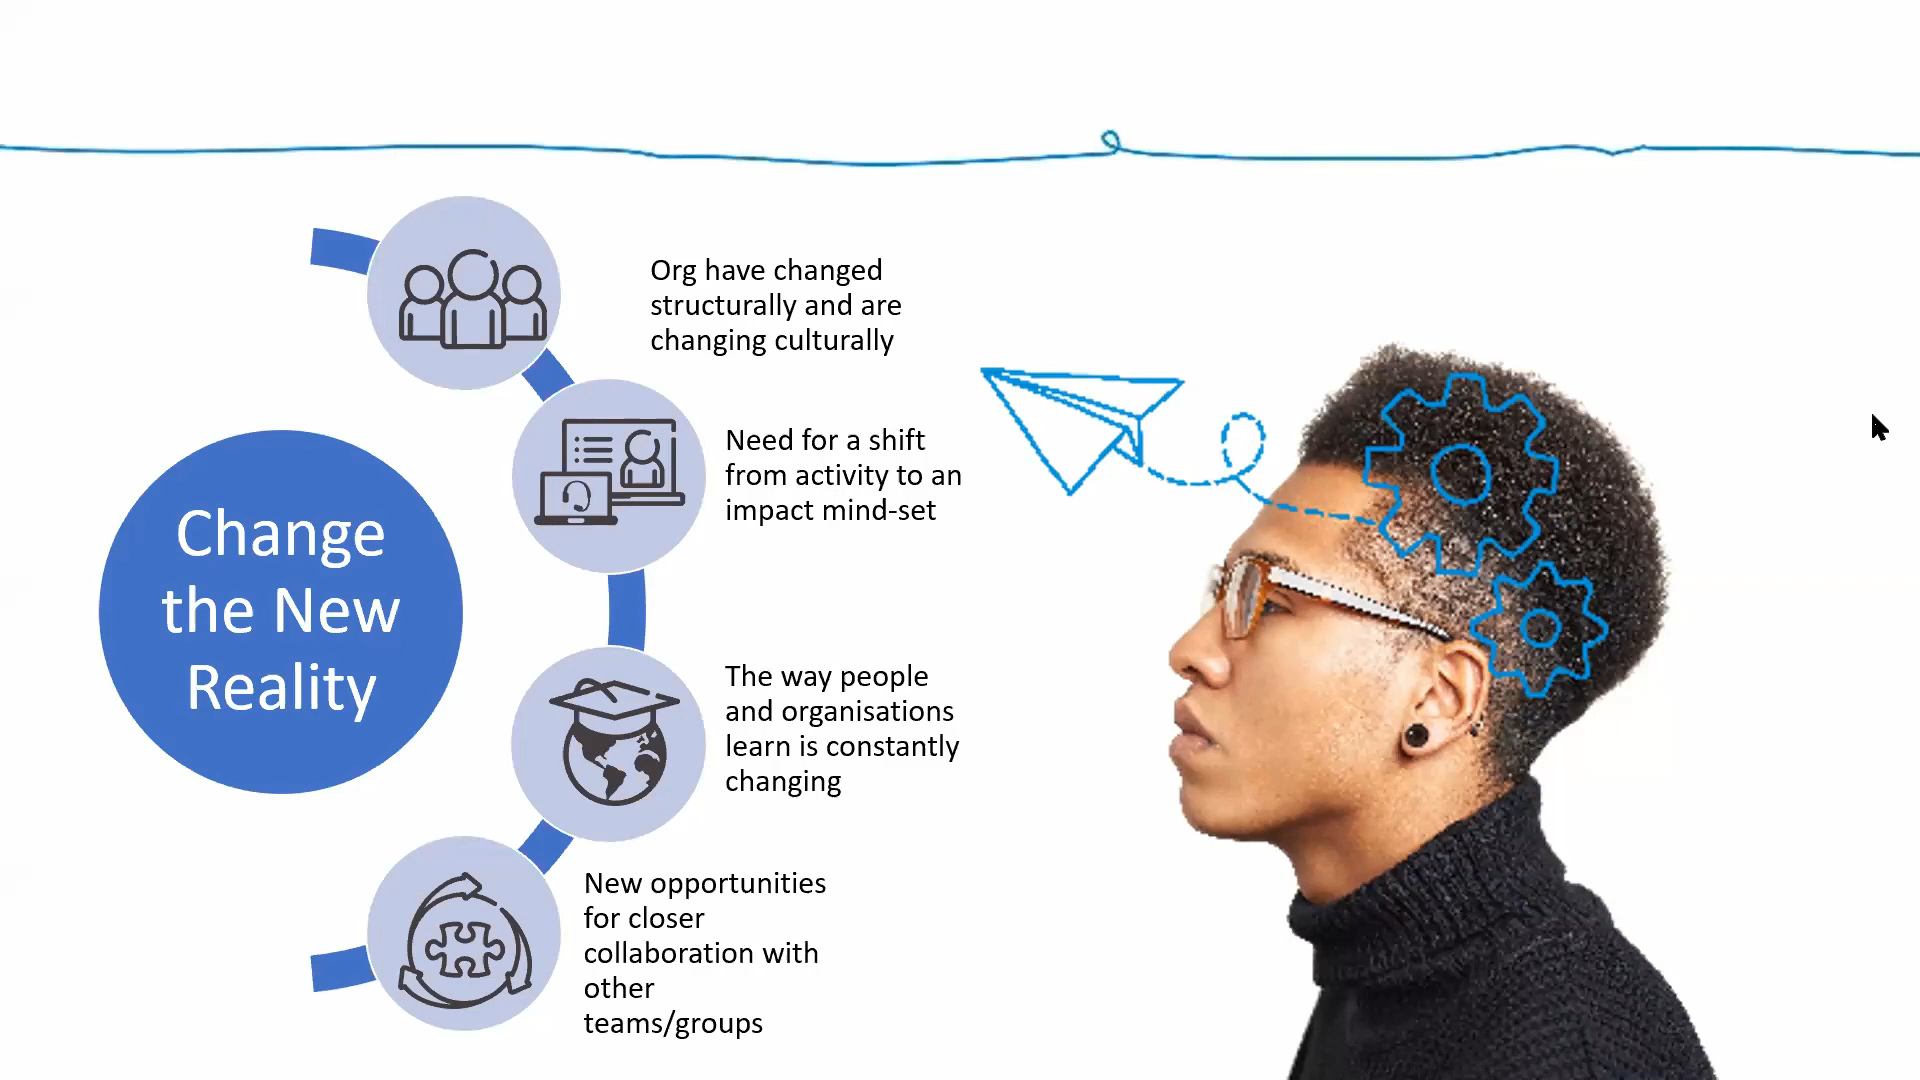 Change
the New
Reality
Org have changed
structurally and are
changing culturally
Need for a shift
from activity to an
impact mind-set
The way people
and organisations
learn is constantly
changing
New opportunities
for closer
collaboration with
other
teams/groups